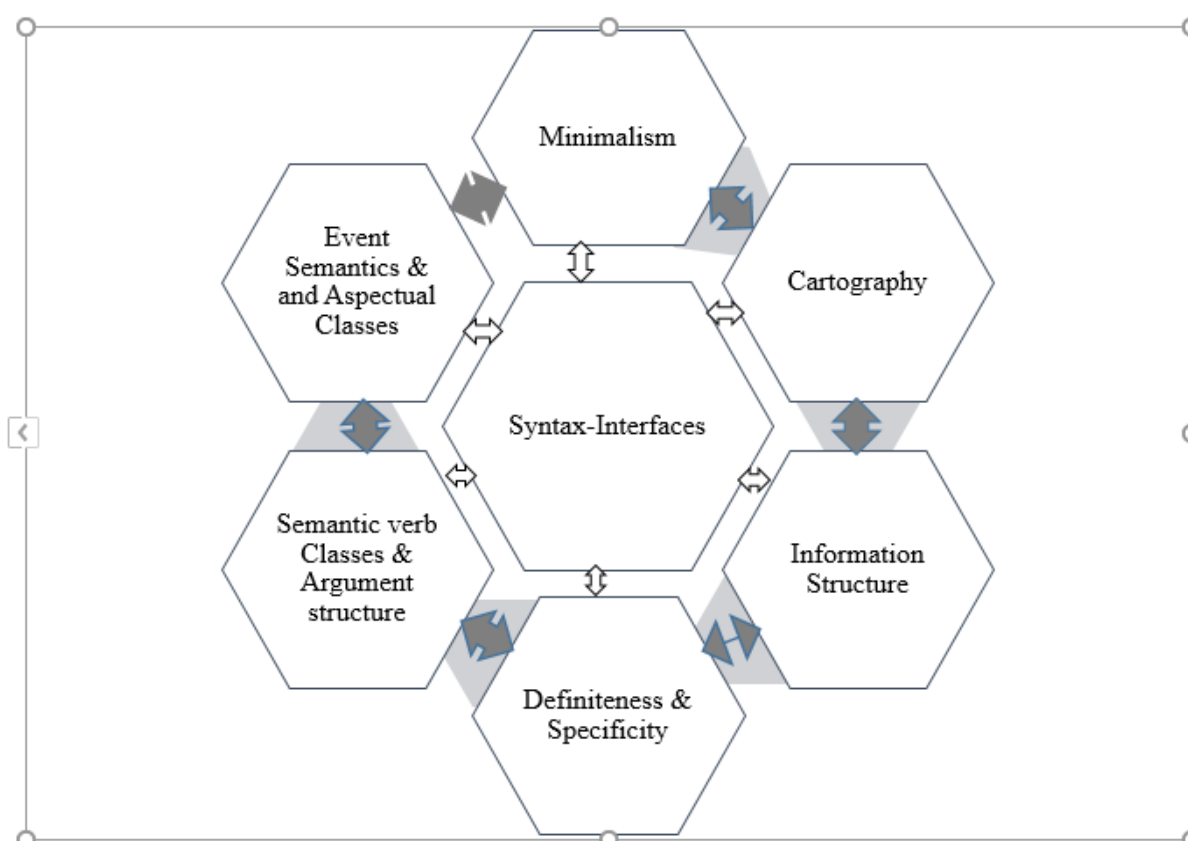 Minimalism
Event
Semantics &
and Aspectual
Classes
Cartography
Syntax-Interfaces
Semantic verb
Classes &
Argument
structure
Information
Structure
Definiteness &
Specificity